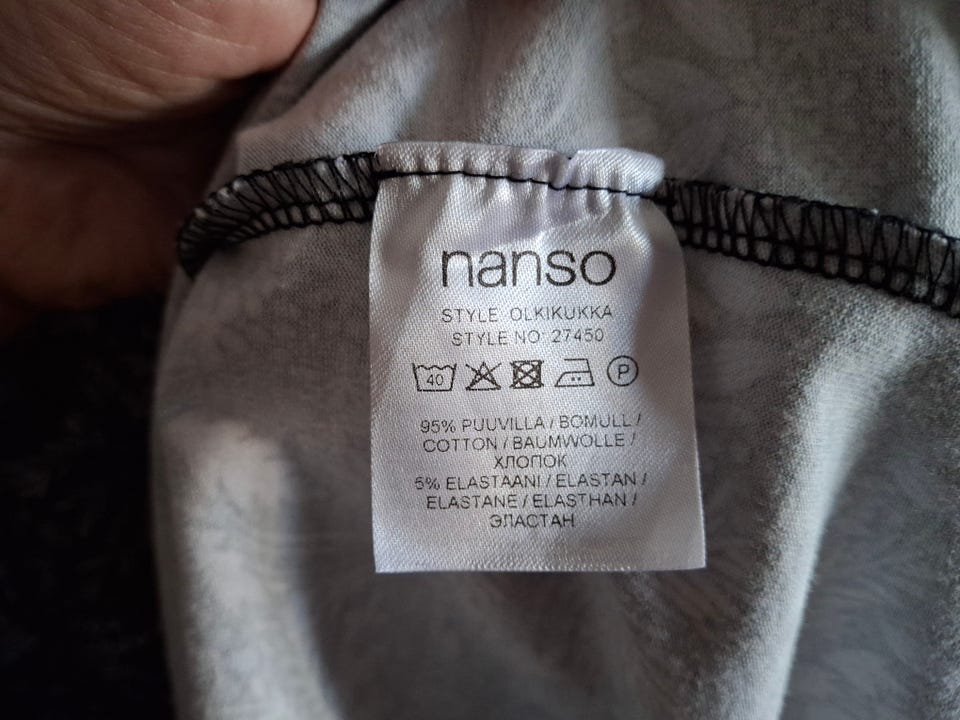 nanso
STYLE OLKIKUKKA
STYLE NO 27450
40 P
95% PUUVILLA / BOMULL /
COTTON / BAUMWOLLE /
ХЛОПОК
5% ELASTAANI / ELASTAN /
ELASTANE / ELASTHAN /
ЭЛАСТАН